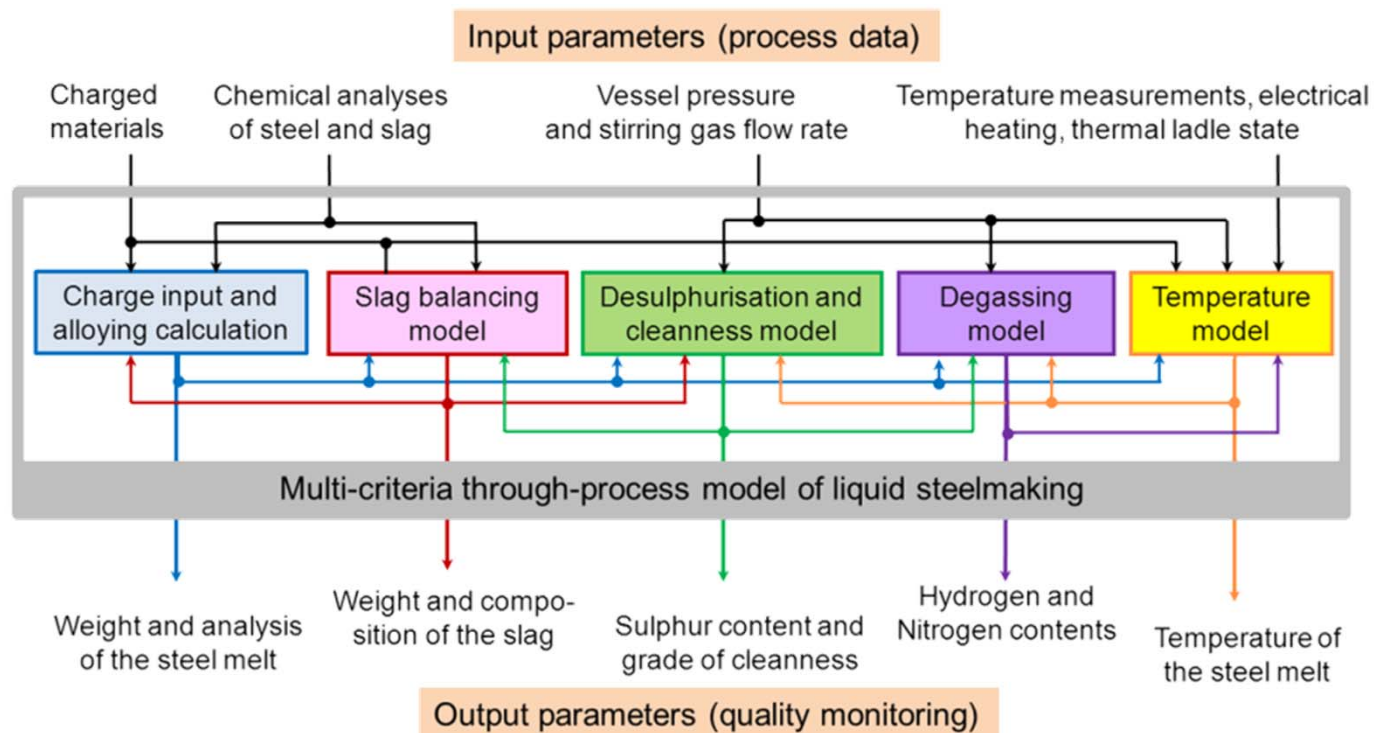 Input parameters (process data)
Charged
materials
Chemical analyses
of steel and slag
Vessel pressure
and stirring gas flow rate
Temperature measurements, electrical
heating, thermal ladle state
Charge input and
alloying calculation
Slag balancing
model
Desulphurisation and
cleanness model
Degassing
model
Temperature
model
Multi-criteria through-process model of liquid steelmaking
Weight and analysis
of the steel melt
Weight and compo-
sition of the slag
Sulphur content and
grade of cleanness
Hydrogen and
Nitrogen contents
Temperature of
the steel melt
Output parameters (quality monitoring)